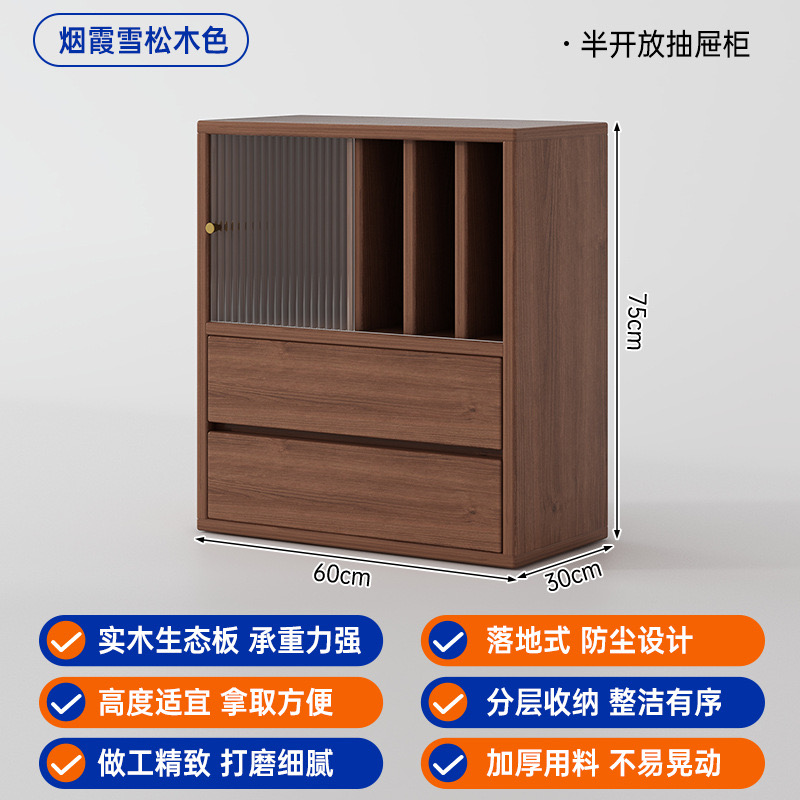 烟霞雪松木色
·半开放抽屉柜
75cm
60cm
30cm
实木生态板 承重力强
落地式 防尘设计
高度适宜 拿取方便
分层收纳 整洁有序
做工精致 打磨细腻
加厚用料 不易晃动